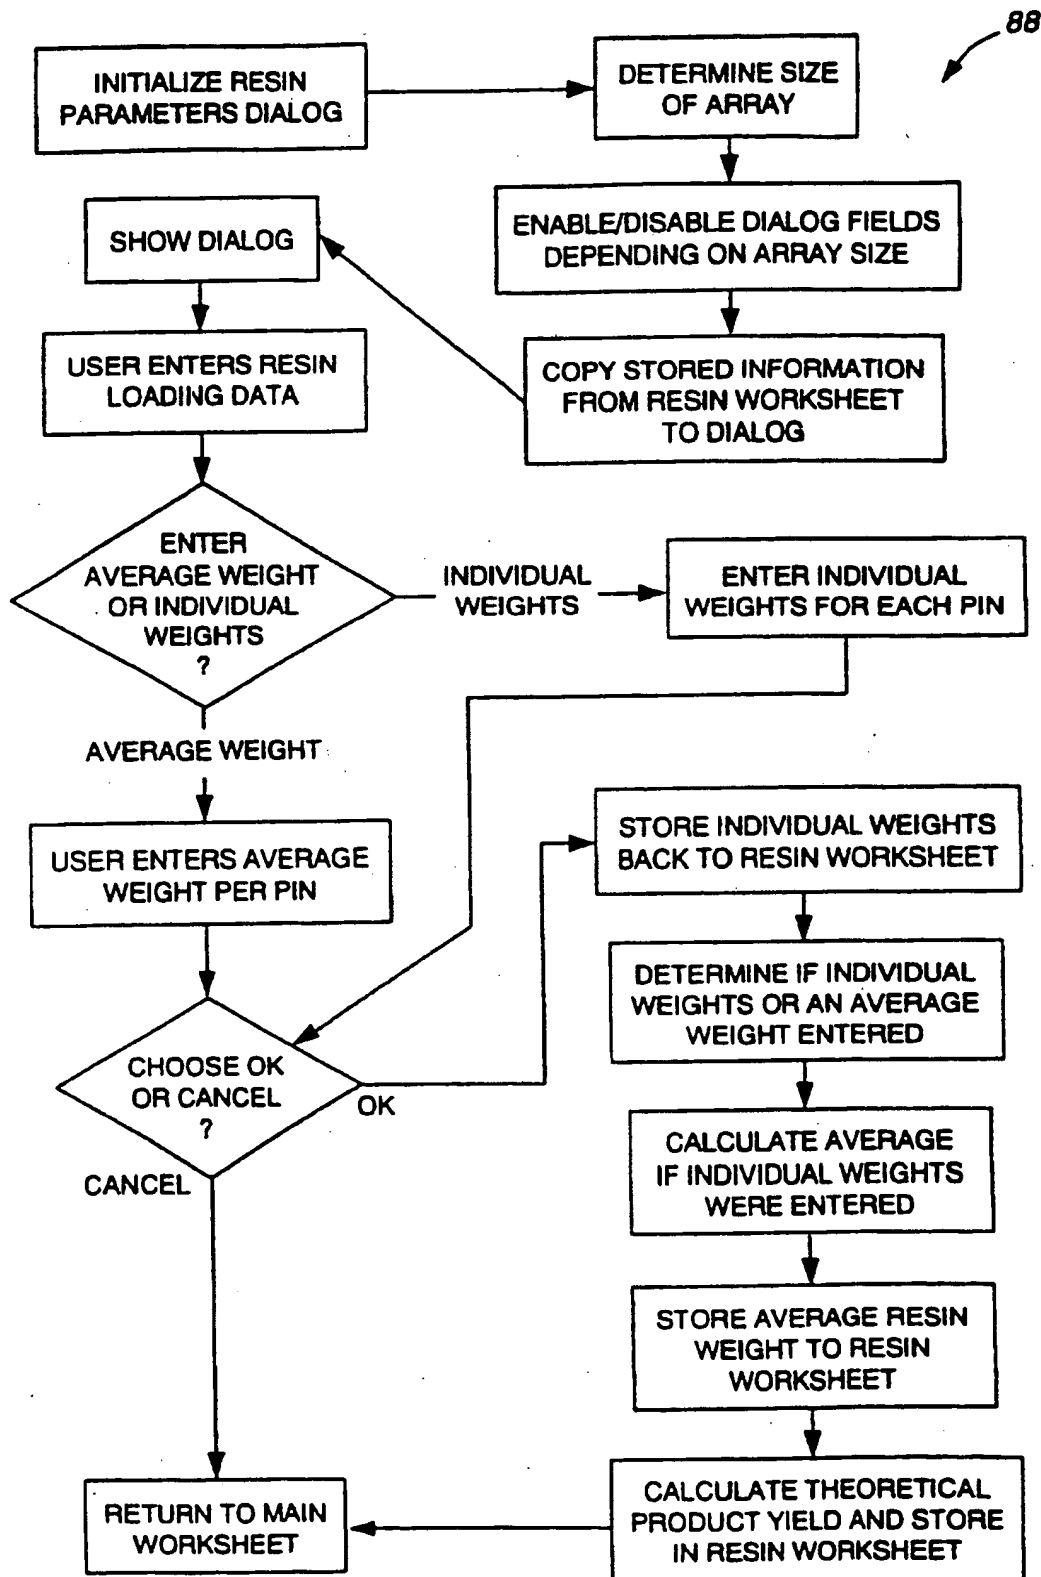 88
INITIALIZE RESIN
PARAMETERS DIALOG
DETERMINE SIZE
OF ARRAY
ENABLE/DISABLE DIALOG FIELDS
DEPENDING ON ARRAY SIZE
COPY STORED INFORMATION
FROM RESIN WORKSHEET
TO DIALOG
SHOW DIALOG
USER ENTERS RESIN
LOADING DATA
ENTER
AVERAGE WEIGHT
OR INDIVIDUAL
WEIGHTS
?
INDIVIDUAL
WEIGHTS
ENTER INDIVIDUAL
WEIGHTS FOR EACH PIN
AVERAGE WEIGHT
USER ENTERS AVERAGE
WEIGHT PER PIN
CHOOSE OK
OR CANCEL
?
OK
CANCEL
STORE INDIVIDUAL WEIGHTS
BACK TO RESIN WORKSHEET
DETERMINE IF INDIVIDUAL
WEIGHTS OR AN AVERAGE
WEIGHT ENTERED
CALCULATE AVERAGE
IF INDIVIDUAL WEIGHTS
WERE ENTERED
STORE AVERAGE RESIN
WEIGHT TO RESIN
WORKSHEET
CALCULATE THEORETICAL
PRODUCT YIELD AND STORE
IN RESIN WORKSHEET
RETURN TO MAIN
WORKSHEET